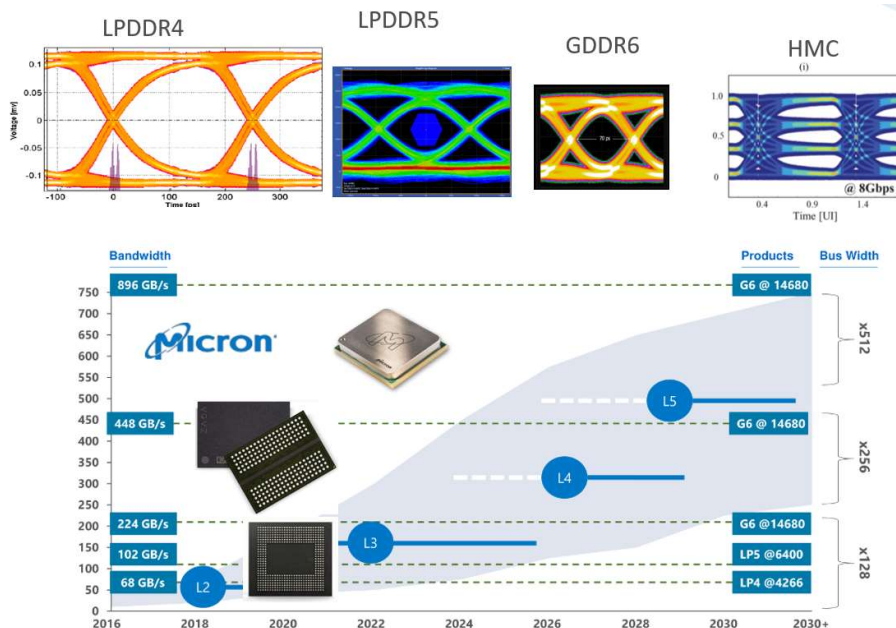 LPDDR4
LPDDR5
GDDR6
HMC
(i)
Voltage [mv]
0.1
0.05
0
-0.05
-0.1
-100
0
100
200
300
Time [ps]
70 ps
1.0
0.5
0
@ 8Gbps
0.4
0.9
1.4
Time [UI]
Bandwidth
Products
Bus Width
896 GB/s
G6 @ 14680
750
700
650
600
550
500
450
400
350
300
250
200
150
100
50
0
Micron
x512
L5
448 GB/s
G6 @ 14680
x256
L4
224 GB/s
G6 @14680
L3
102 GB/s
LP5 @6400
x128
68 GB/s
L2
LP4 @4266
2016
2018
2020
2022
2024
2026
2028
2030
2030+